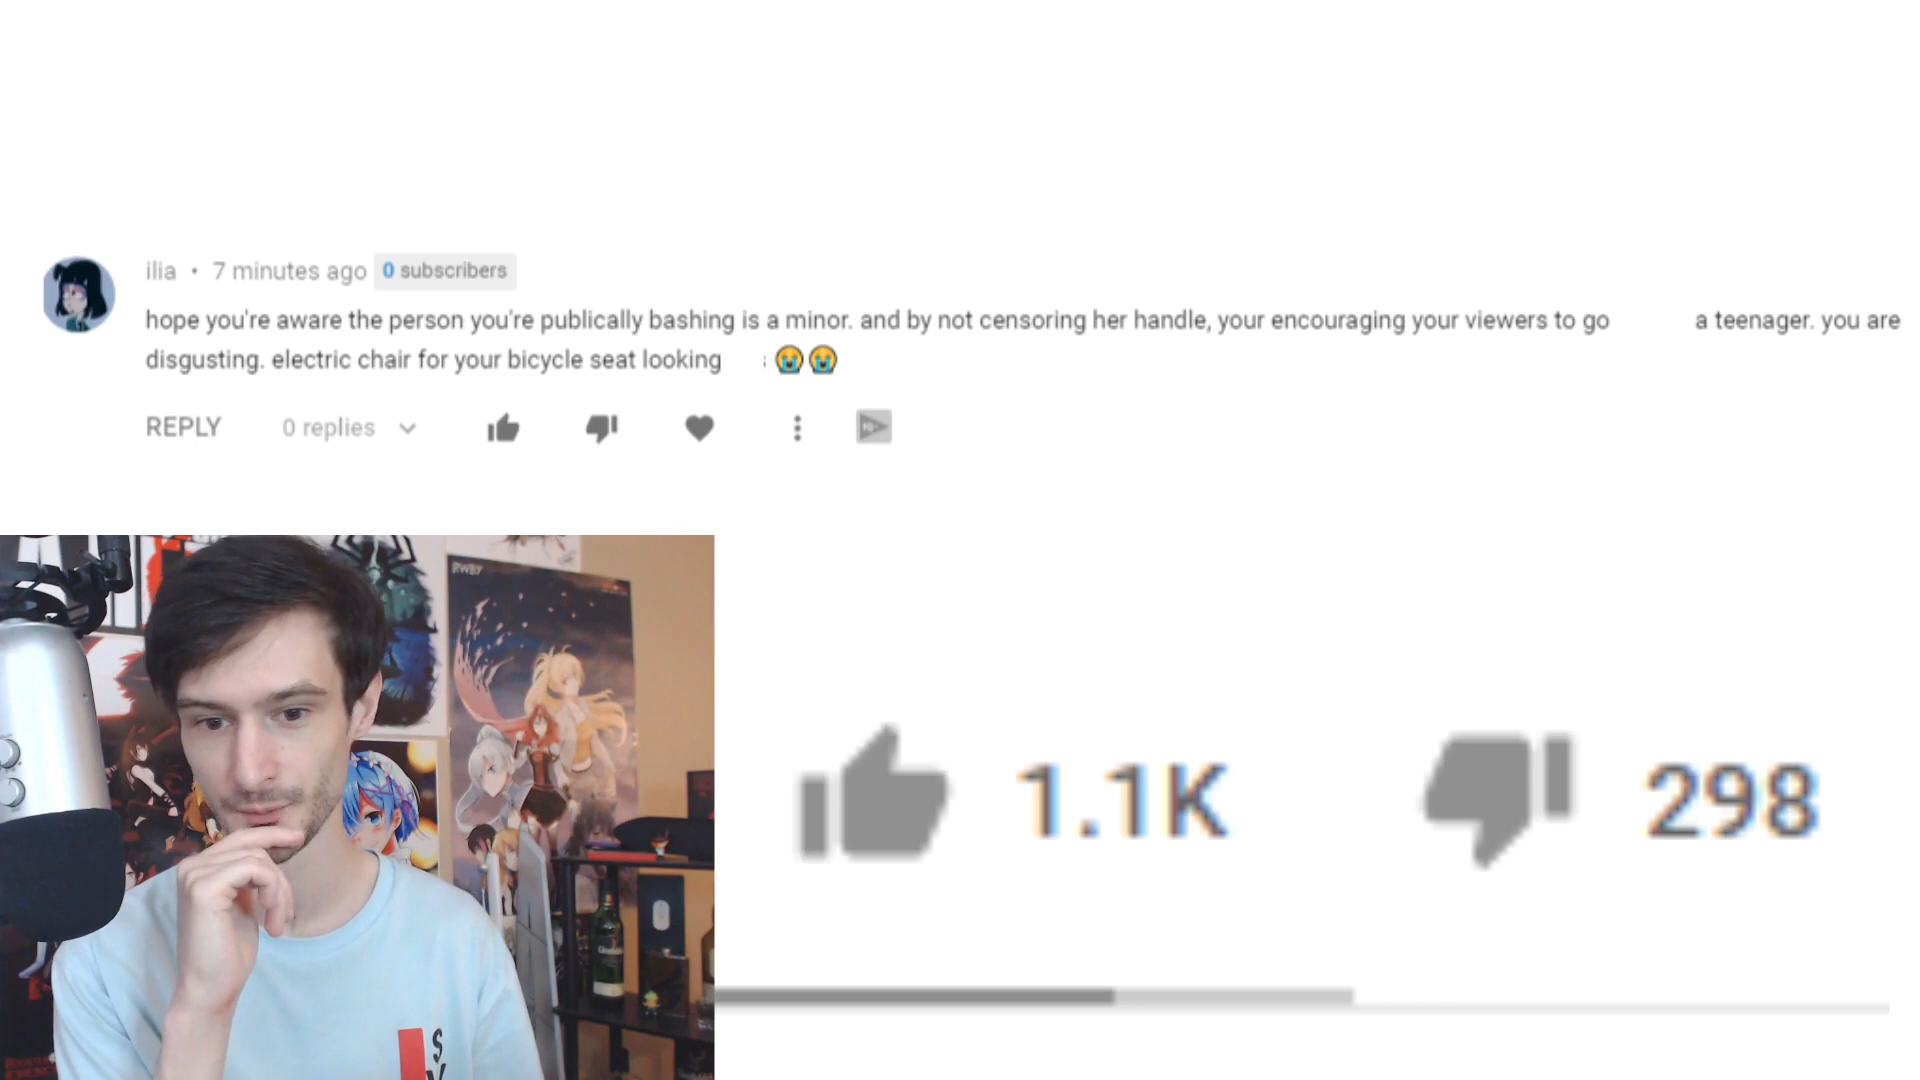 ilia • 7 minutes ago 0 subscribers
hope you're aware the person you're publically bashing is a minor. and by not censoring her handle, your encouraging your viewers to go a teenager. you are
disgusting. electric chair for your bicycle seat looking 😭😭
REPLY 0 replies
RWBY
1.1K 298
S